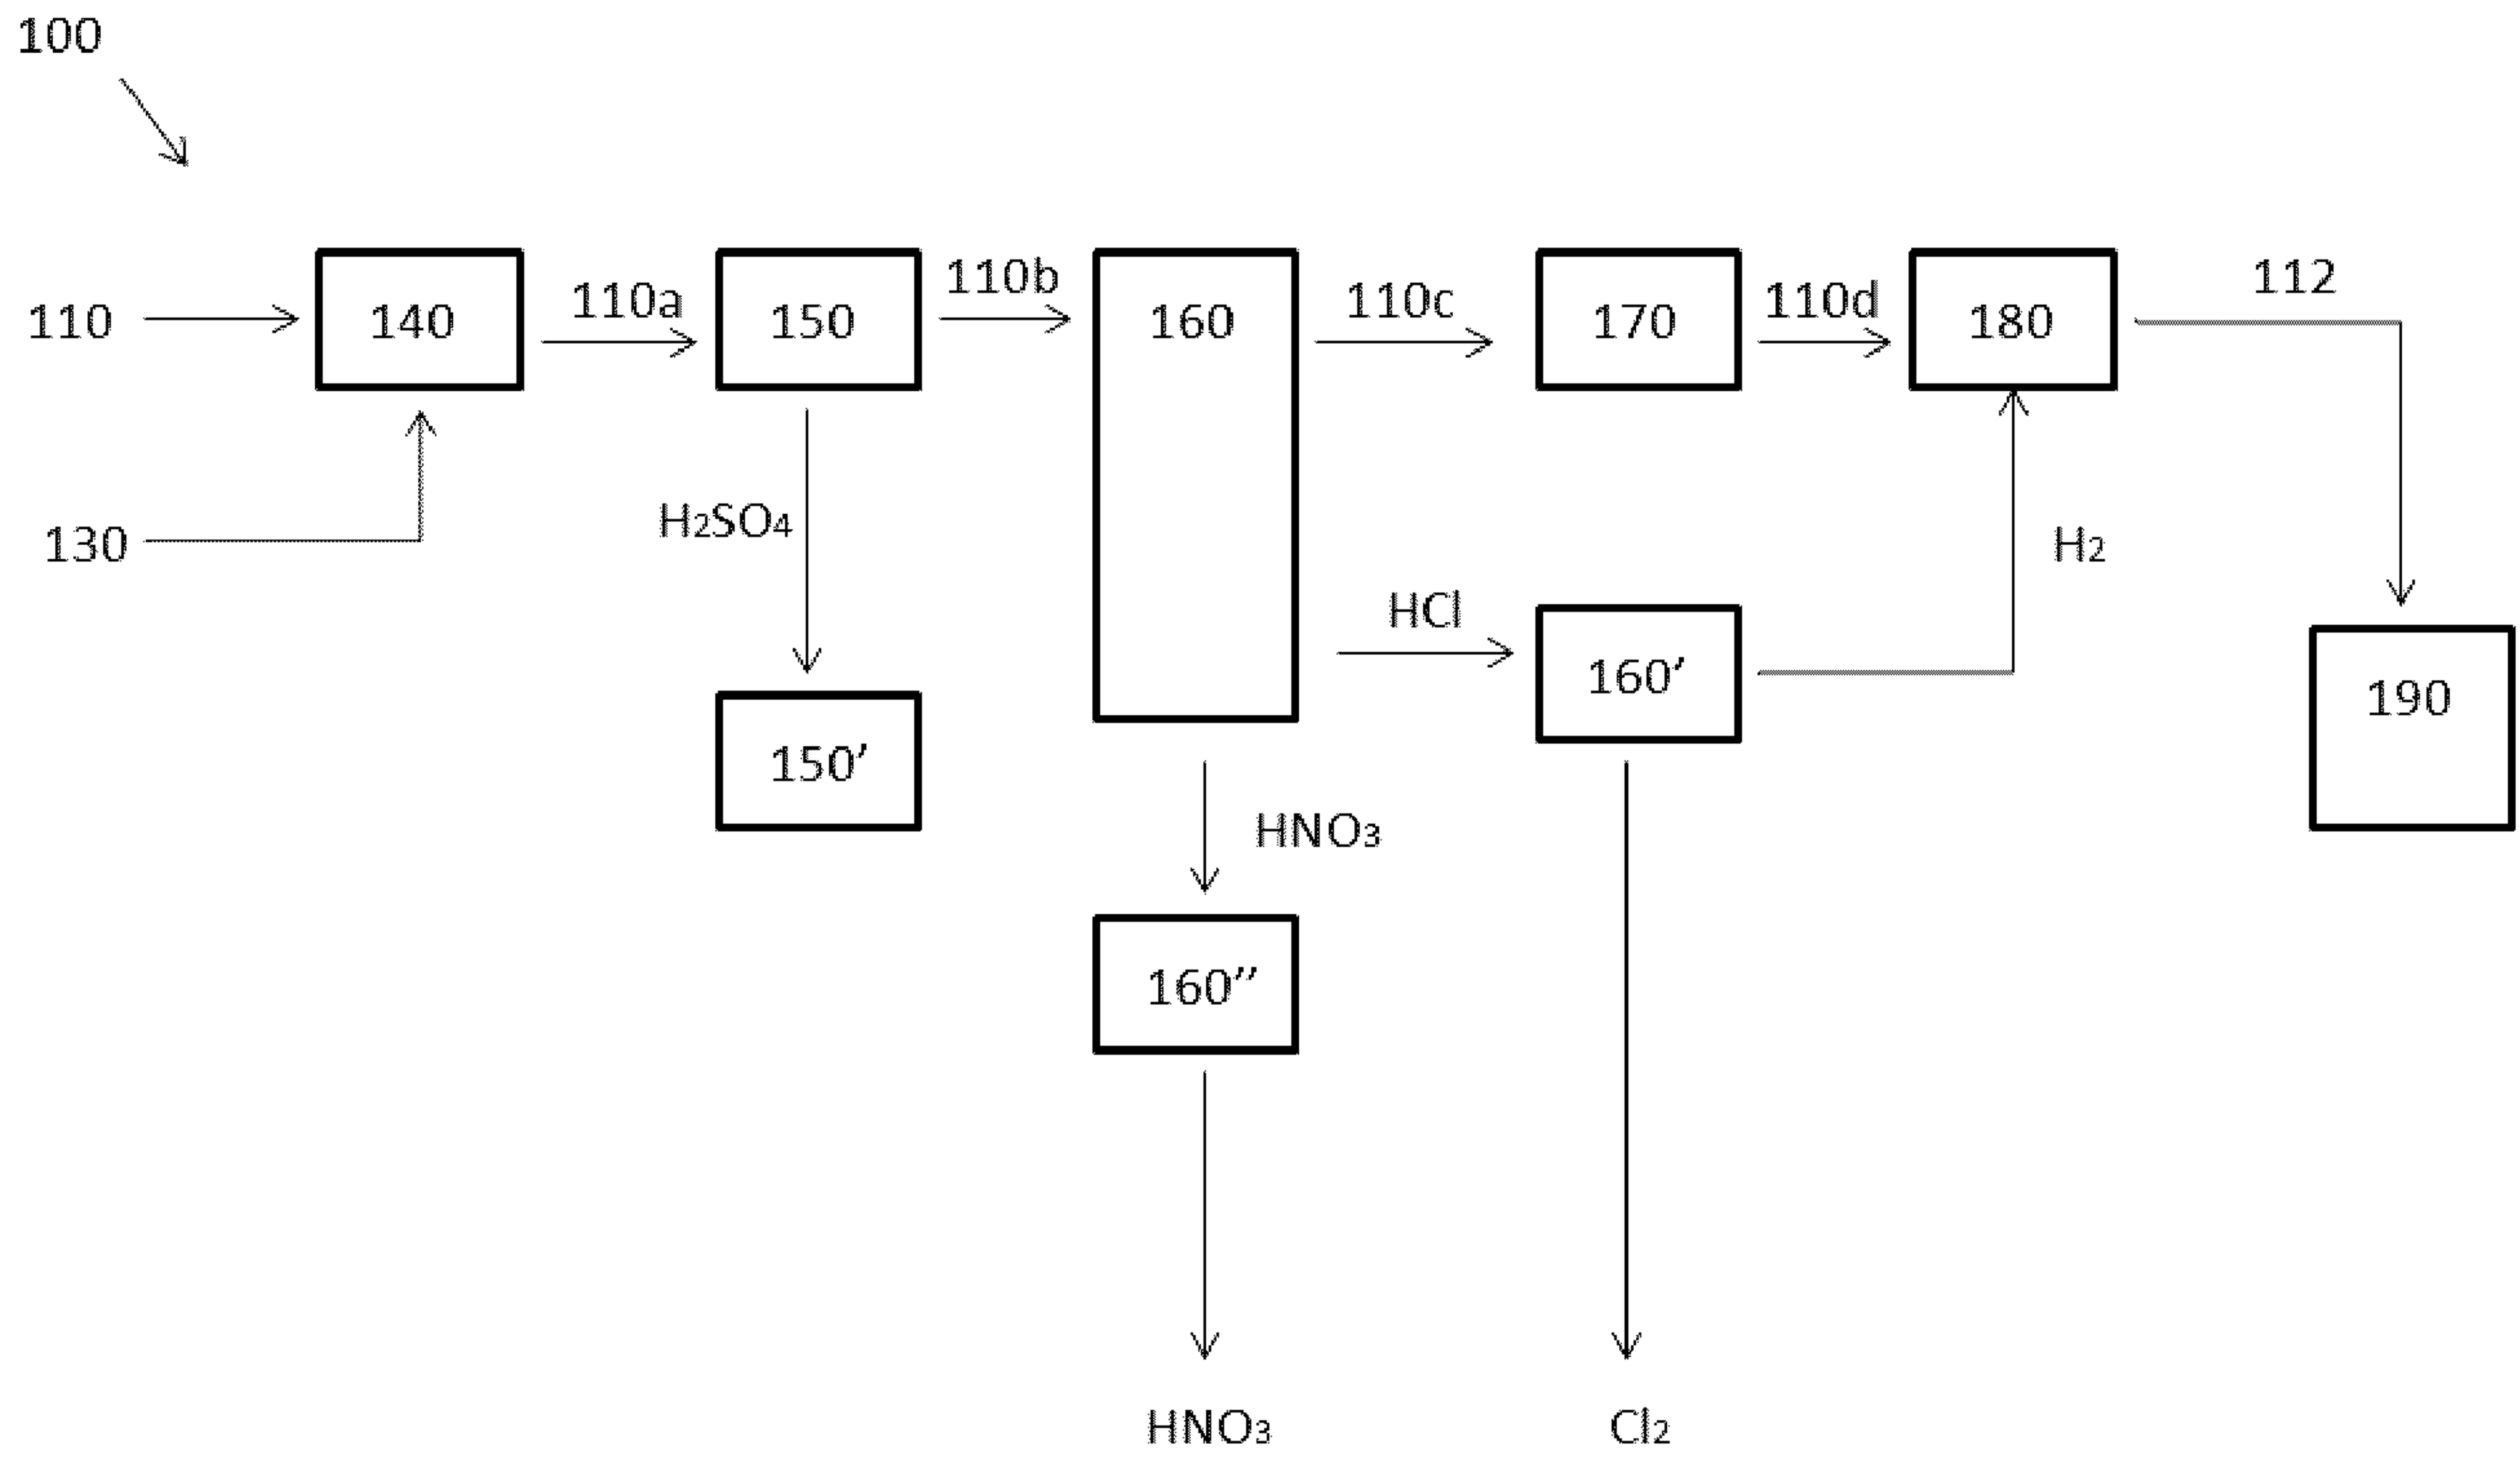 100
110
140
110a
150
110b
160
110c
170
110d
180
112
130
H₂SO₄
HCl
H₂
150′
160′
190
HNO₃
160″
HNO₃
Cl₂